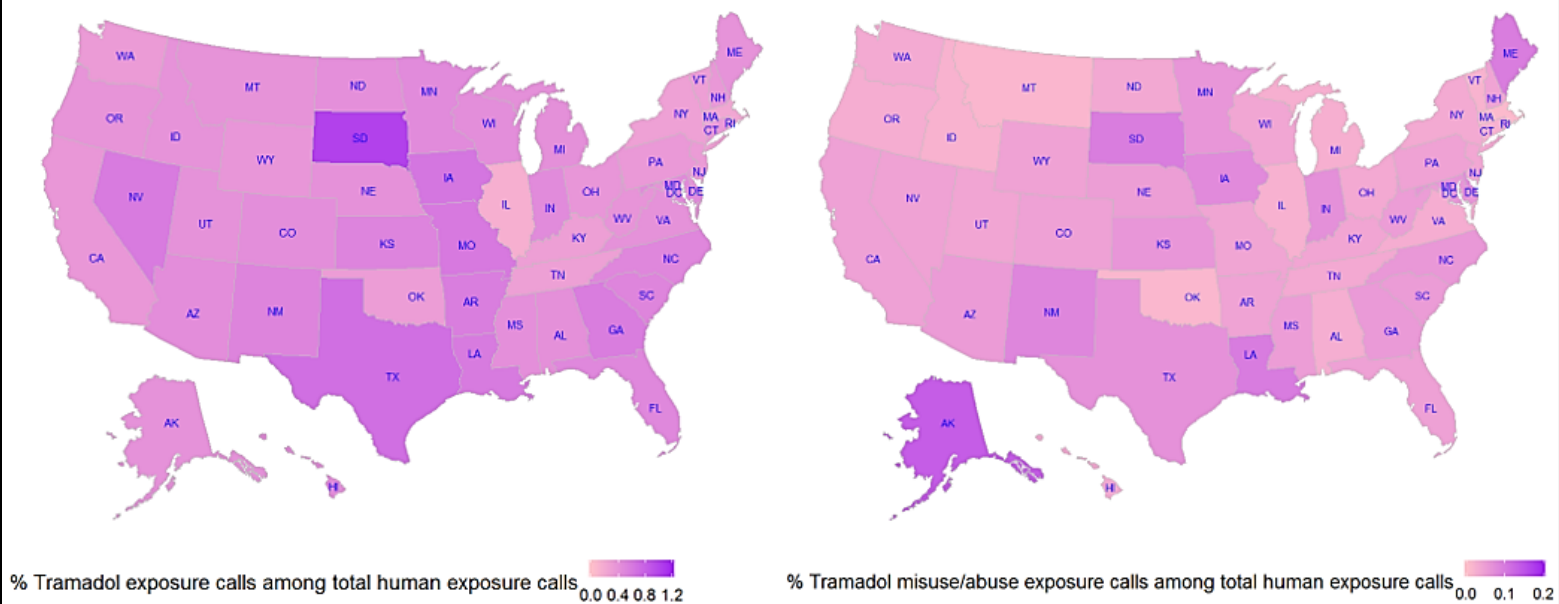 WA
MT
ND
MN
ME
VT
NH
OR
ID
SD
WI
NY
MA
RI
CT
WY
MI
IA
PA
NJ
NV
NE
MD
DC
DE
IL
IN
OH
UT
CO
KS
MO
WV
VA
KY
CA
NC
TN
AZ
NM
OK
AR
SC
MS
AL
GA
LA
TX
FL
AK
HI
% Tramadol exposure calls among total human exposure calls
0.0 0.4 0.8 1.2
WA
MT
ND
MN
ME
VT
NH
OR
ID
SD
WI
NY
MA
RI
CT
WY
MI
IA
PA
NJ
NV
NE
MD
DC
DE
IL
IN
OH
UT
CO
KS
MO
WV
VA
KY
CA
NC
TN
AZ
NM
OK
AR
SC
MS
AL
GA
LA
TX
FL
AK
HI
% Tramadol misuse/abuse exposure calls among total human exposure calls
0.0 0.1 0.2